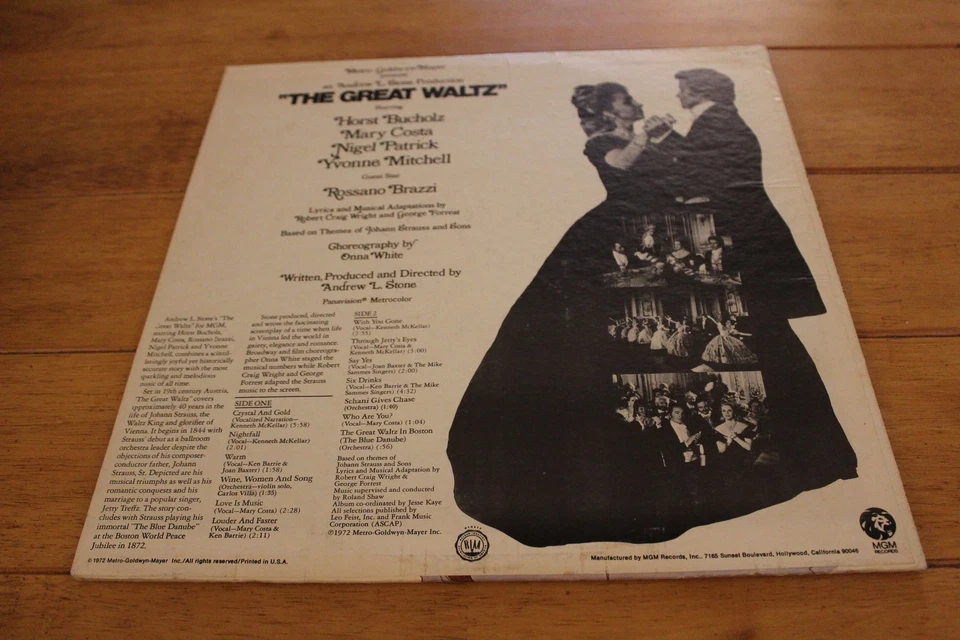 Metro-Goldwyn-Mayer
presents
an Andrew L. Stone Production
"THE GREAT WALTZ"
Starring
Horst Bucholz
Mary Costa
Nigel Patrick
Yvonne Mitchell
Guest Star
Rossano Brazzi
Lyrics and Musical Adaptations by
Robert Craig Wright and George Forrest
Based on Themes of Johann Strauss and Sons
Choreography by
Onna White
Written, Produced and Directed by
Andrew L. Stone
Panavision® Metrocolor
Andrew L. Stone's "The
Great Waltz" for MGM,
starring Horst Bucholz,
Mary Costa, Rossano Brazzi,
Nigel Patrick and Yvonne
Mitchell, combines a scintil-
latingly joyful yet historically
accurate story with the most
sparkling and melodious
music of all time.
Set in 19th century Austria,
"The Great Waltz" covers
approximately 40 years in the
life of Johann Strauss, the
Waltz King and glorifier of
Vienna. It begins in 1844 with
Strauss' debut as a ballroom
orchestra leader despite the
objections of his composer-
conductor father, Johann
Strauss, Sr. Depicted are his
musical triumphs as well as his
romantic conquests and his
marriage to a popular singer,
Jetty Treffz. The story con-
cludes with Strauss playing his
immortal "The Blue Danube"
at the Boston World Peace
Jubilee in 1872.
Stone produced, directed
and wrote the fascinating
screenplay of a time when life
in Vienna led the world in
gaiety, elegance and romance.
Broadway and film choreogra-
pher Onna White staged the
musical numbers while Robert
Craig Wright and George
Forrest adapted the Strauss
music to the screen.
SIDE ONE
Crystal And Gold
(Vocalized Narration—
Kenneth McKellar) (5:58)
Nightfall
(Vocal—Kenneth McKellar)
(2:01)
Warm
(Vocal—Ken Barrie &
Joan Baxter) (1:58)
Wine, Women And Song
(Orchestra—violin solo,
Carlos Villa) (1:35)
Love Is Music
(Vocal—Mary Costa) (2:28)
Louder And Faster
(Vocal—Mary Costa &
Ken Barrie) (2:11)
SIDE 2
With You Gone
(Vocal—Kenneth McKellar)
(2:53)
Through Jetty's Eyes
(Vocal—Mary Costa &
Kenneth McKellar) (3:00)
Say Yes
(Vocal—Joan Baxter & The Mike
Sammes Singers) (2:00)
Six Drinks
(Vocal—Ken Barrie & The Mike
Sammes Singers) (4:32)
Schani Gives Chase
(Orchestra) (1:40)
Who Are You?
(Vocal—Mary Costa) (1:04)
The Great Waltz In Boston
(The Blue Danube)
(Orchestra) (:56)
Based on themes of
Johann Strauss and Sons
Lyrics and Musical Adaptation by
Robert Craig Wright &
George Forrest
Music supervised and conducted
by Roland Shaw
Album co-ordinated by Jesse Kaye
All selections published by
Leo Feist, Inc. and Frank Music
Corporation (ASCAP)
©1972 Metro-Goldwyn-Mayer Inc.
©1972 Metro-Goldwyn-Mayer Inc./All rights reserved/Printed in U.S.A.
RIAA
Manufactured by MGM Records, Inc., 7165 Sunset Boulevard, Hollywood, California 90046
MGM
RECORDS